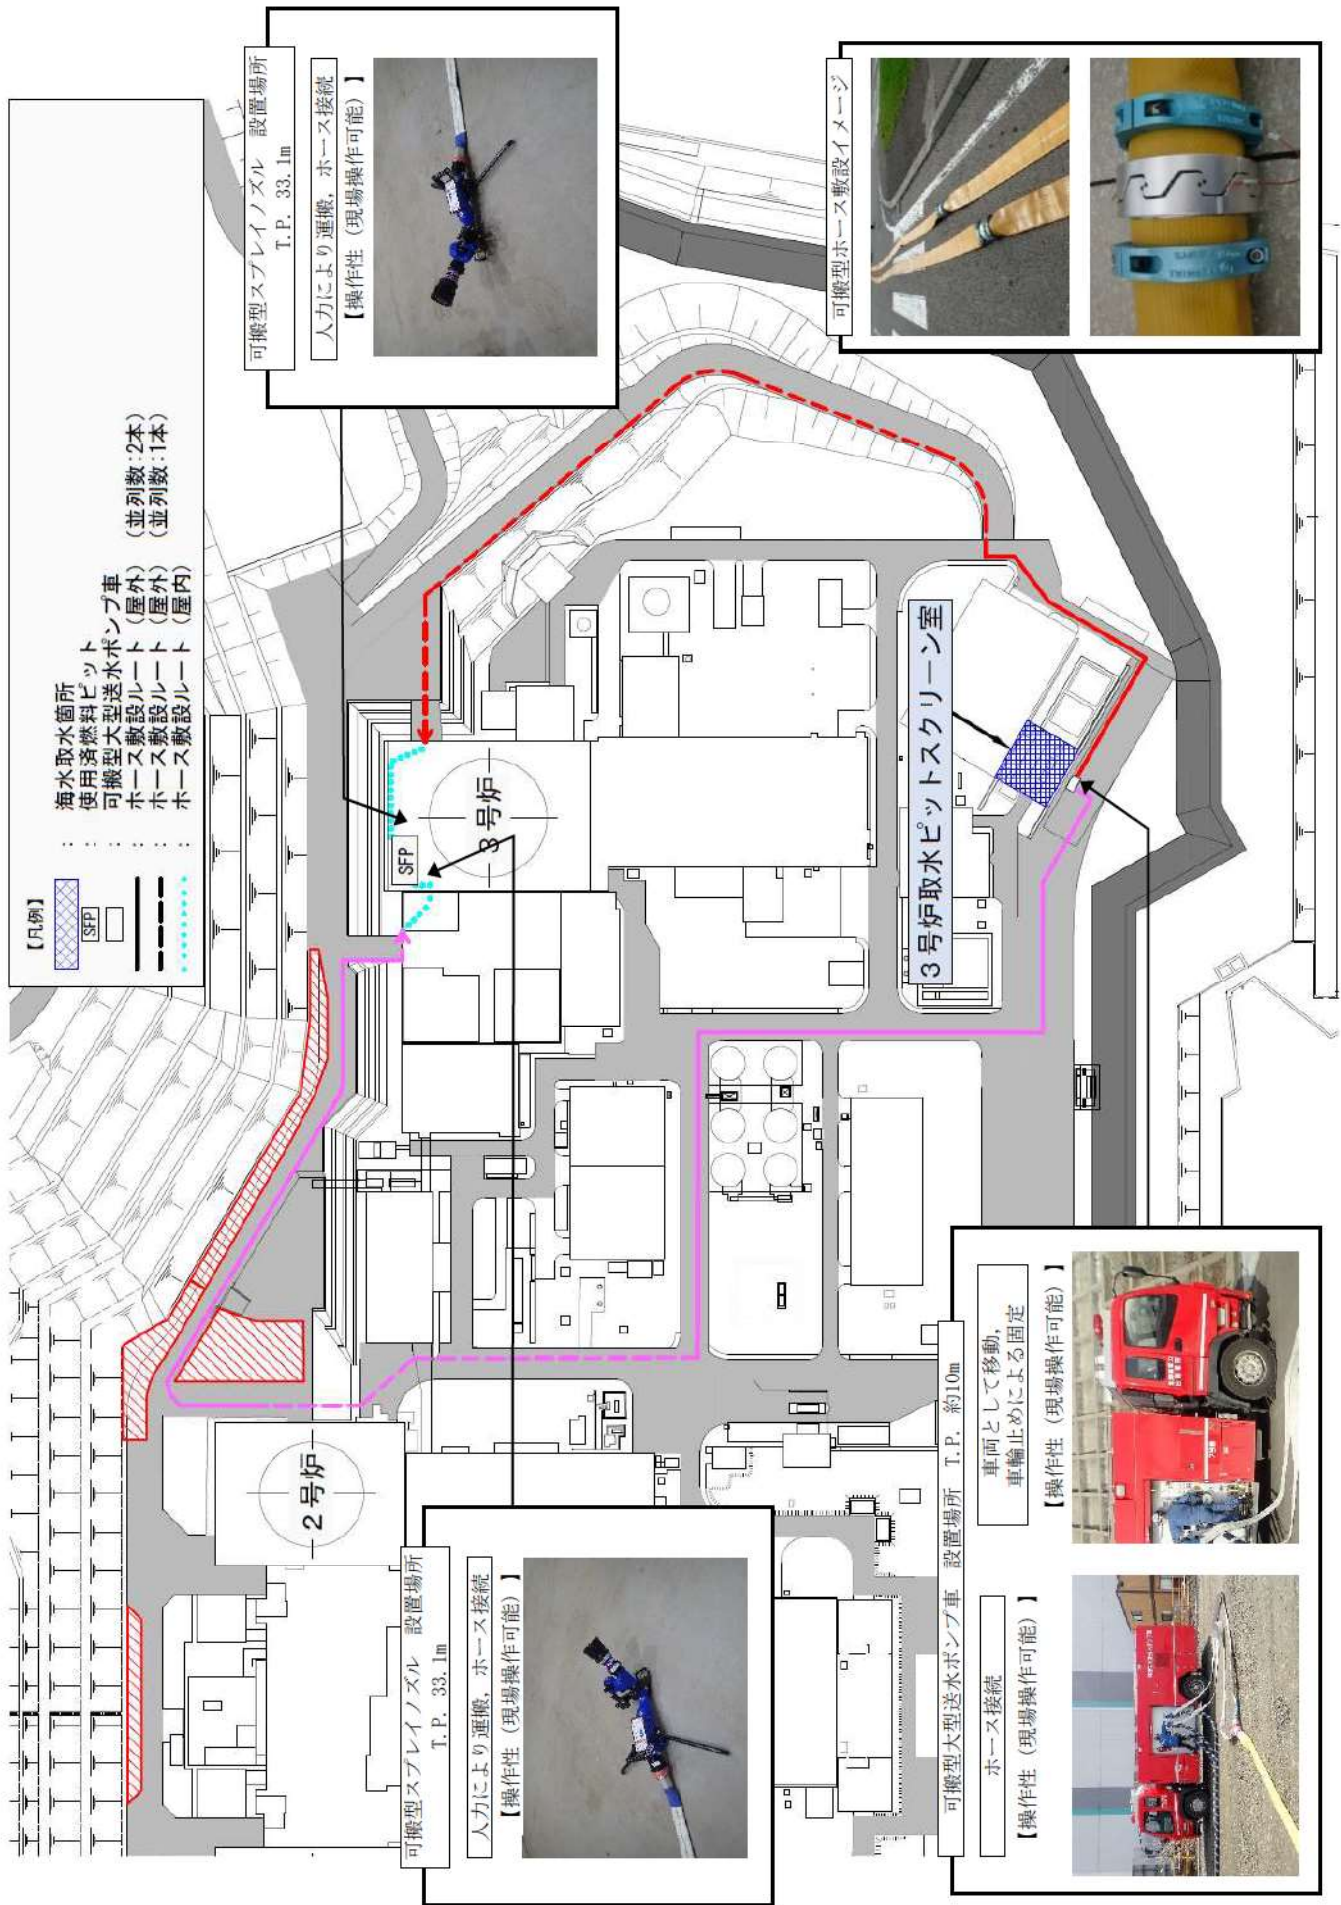 【凡例】
：海水取水箇所
SFP：使用済燃料ピット
：可搬型大型送水ポンプ車
：ホース敷設ルート（屋外）（並列数:2本）
：ホース敷設ルート（屋外）（並列数:1本）
：ホース敷設ルート（屋内）
可搬型スプレイノズル 設置場所
T.P. 33.1m
人力により運搬，ホース接続
【操作性（現場操作可能）】
SFP
3号炉
2号炉
3号炉取水ピットスクリーン室
可搬型ホース敷設イメージ
可搬型スプレイノズル 設置場所
T.P. 33.1m
人力により運搬，ホース接続
【操作性（現場操作可能）】
可搬型大型送水ポンプ車 設置場所 T.P. 約10m
ホース接続
【操作性（現場操作可能）】
車両として移動，
車輪止めによる固定
【操作性（現場操作可能）】